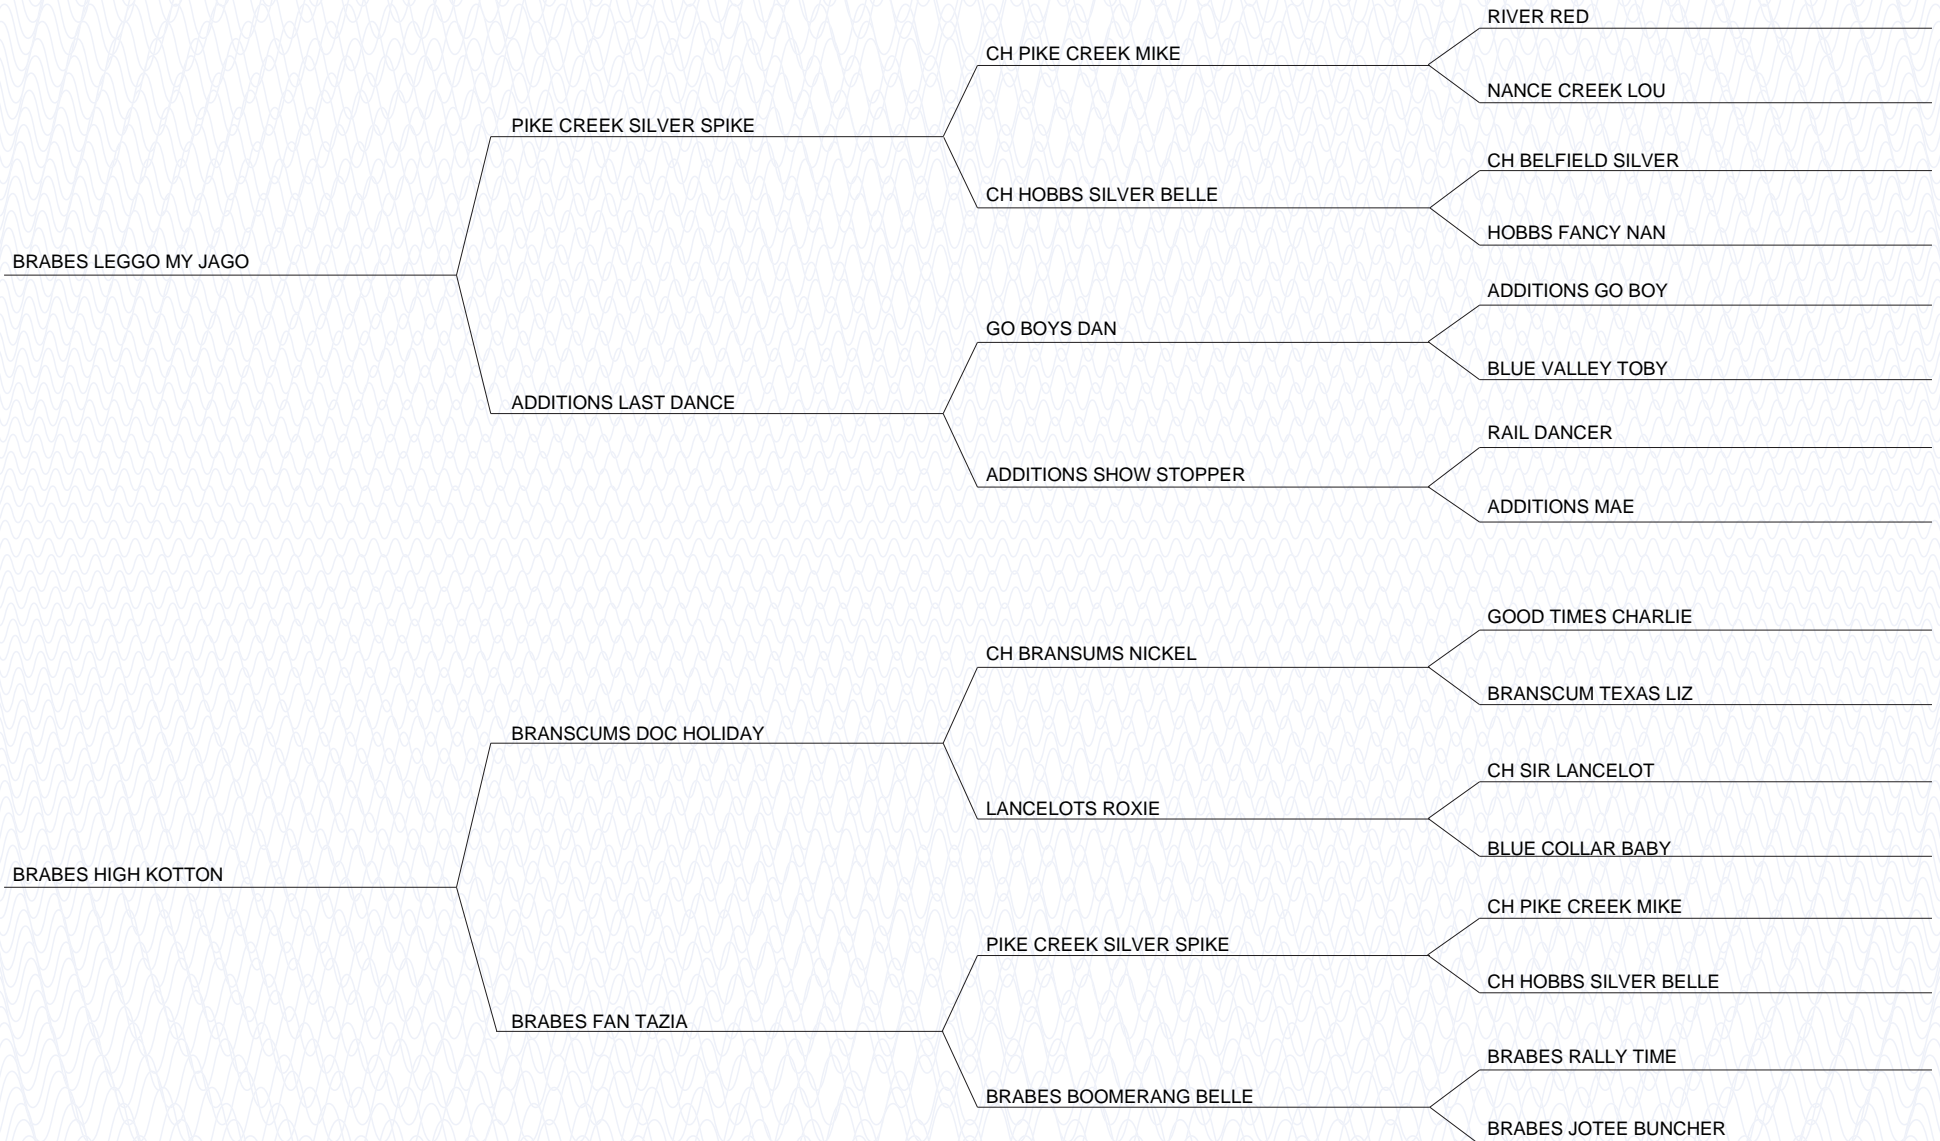 RIVER RED
CH PIKE CREEK MIKE
NANCE CREEK LOU
PIKE CREEK SILVER SPIKE
CH BELFIELD SILVER
CH HOBBS SILVER BELLE
HOBBS FANCY NAN
BRABES LEGGO MY JAGO
ADDITIONS GO BOY
GO BOYS DAN
BLUE VALLEY TOBY
ADDITIONS LAST DANCE
RAIL DANCER
ADDITIONS SHOW STOPPER
ADDITIONS MAE
GOOD TIMES CHARLIE
CH BRANSUMS NICKEL
BRANSCUM TEXAS LIZ
BRANSCUMS DOC HOLIDAY
CH SIR LANCELOT
LANCELOTS ROXIE
BLUE COLLAR BABY
BRABES HIGH KOTTON
CH PIKE CREEK MIKE
PIKE CREEK SILVER SPIKE
CH HOBBS SILVER BELLE
BRABES FAN TAZIA
BRABES RALLY TIME
BRABES BOOMERANG BELLE
BRABES JOTEE BUNCHER